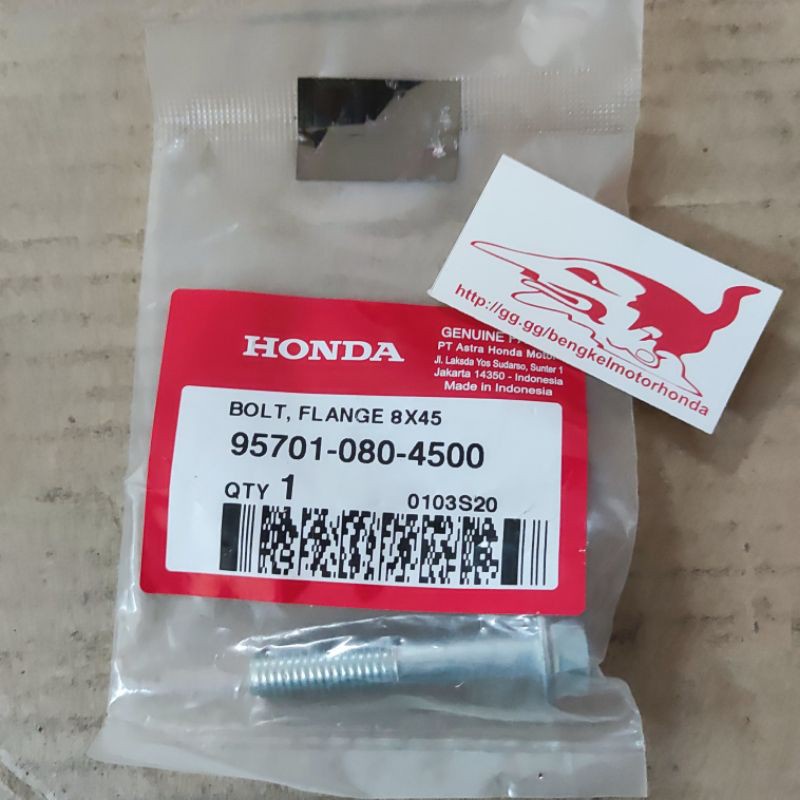 HONDA
GENUINE
PT Astra Honda Motor
Jl. Laksda Yos Sudarso, Sunter 1
Jakarta 14350 - Indonesia
Made in Indonesia
BOLT, FLANGE 8X45
95701-080-4500
QTY 1
0103S20
http://gg.gg/bengkelmotorhonda